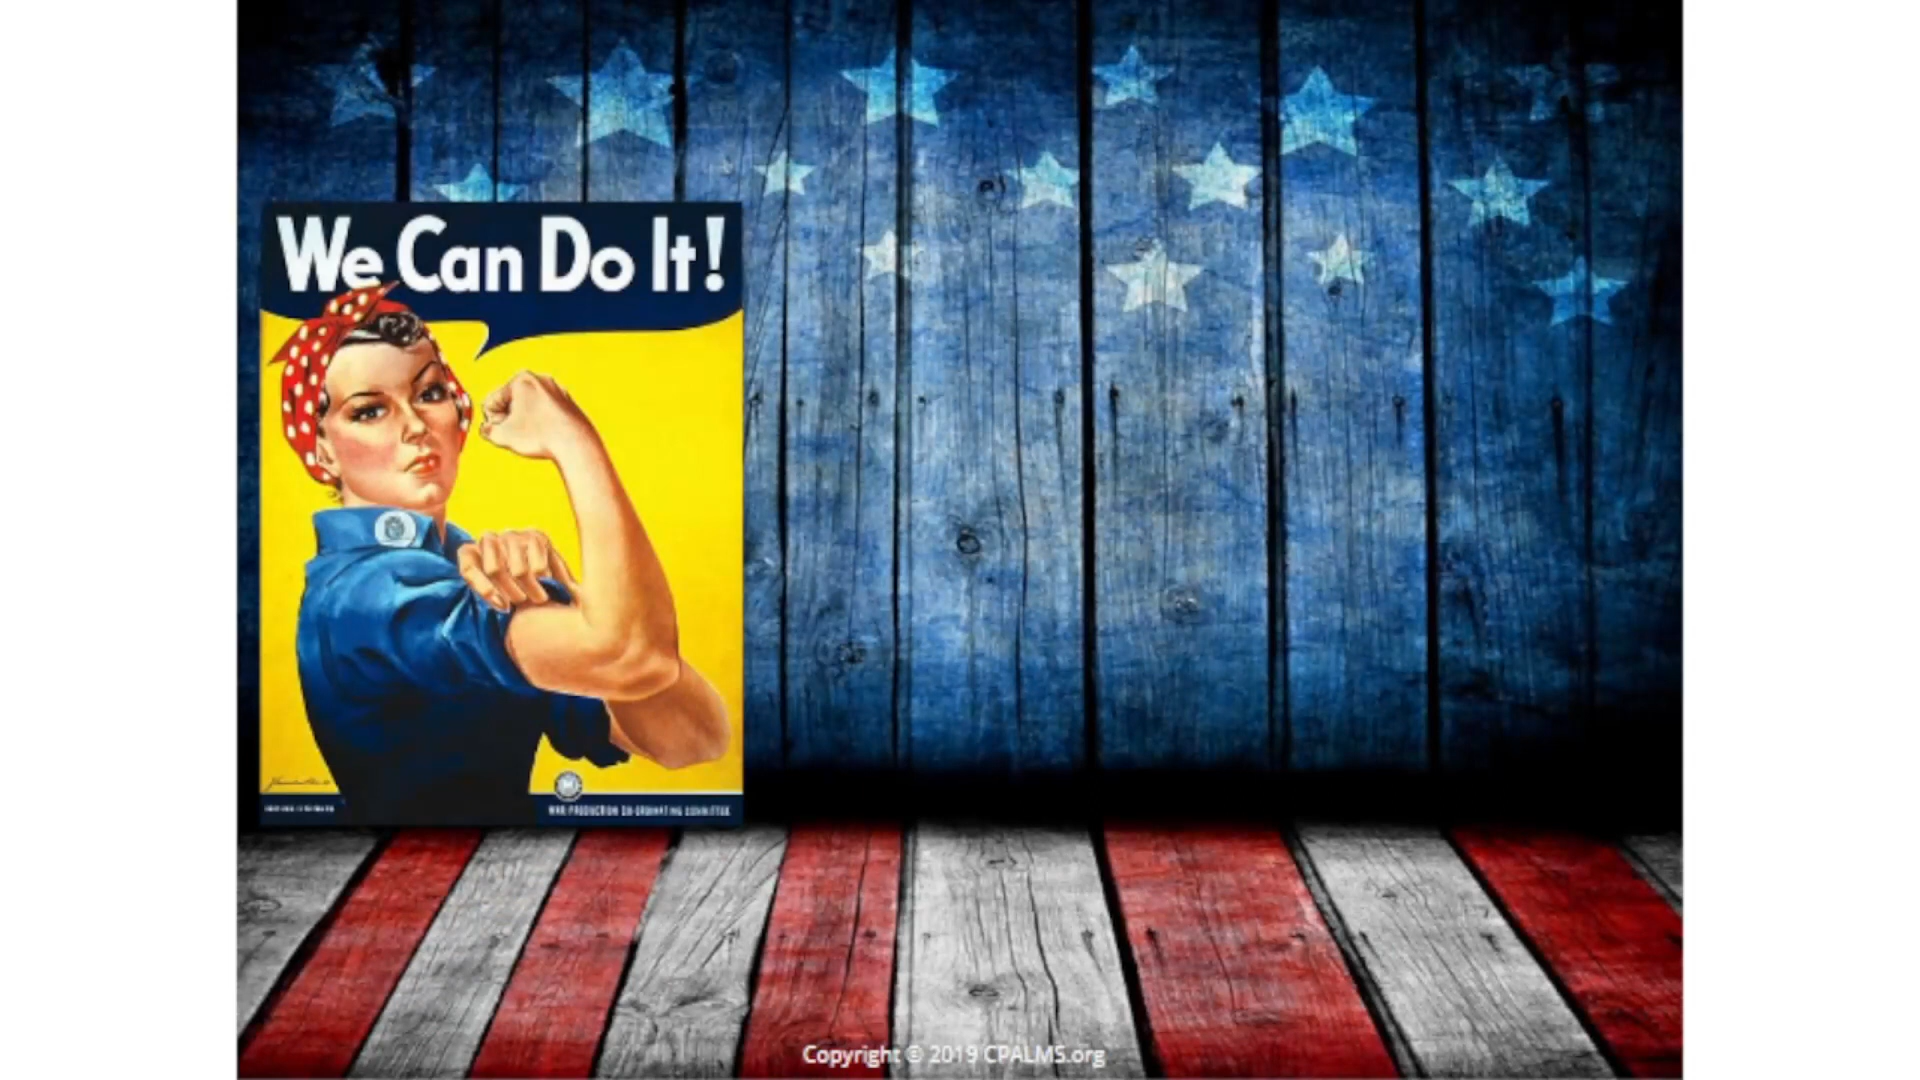 We Can Do It!
WAR PRODUCTION CO-ORDINATING COMMITTEE
Copyright © 2019 CPALMS.org